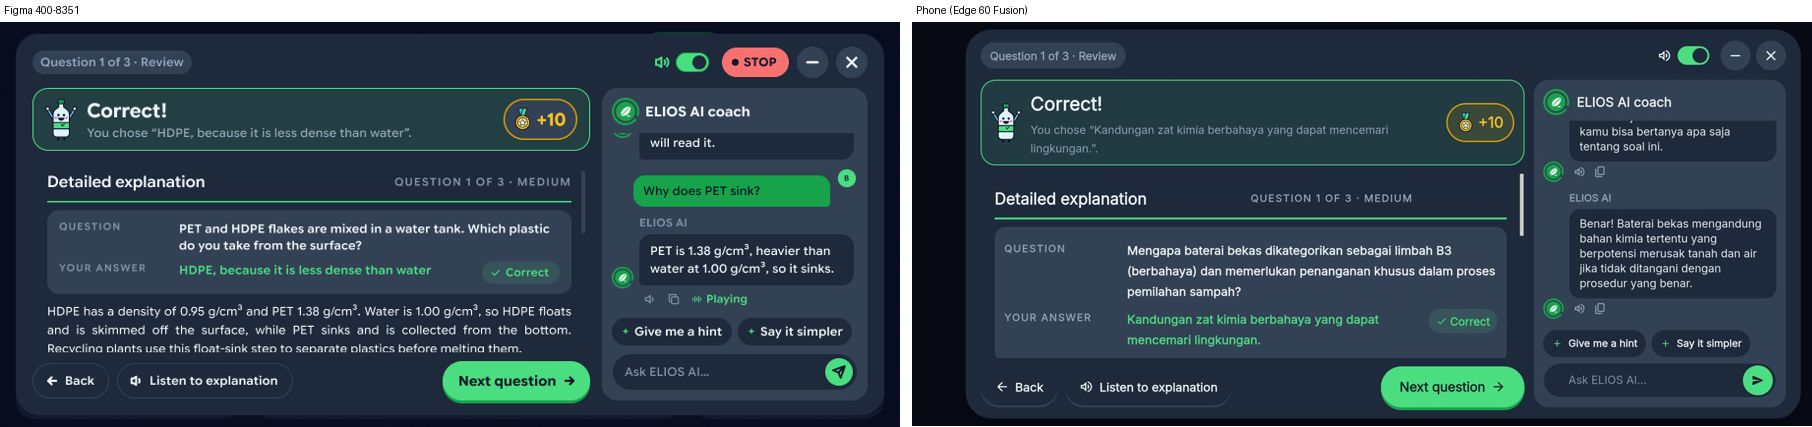 Figma 400-8351
Question 1 of 3 · Review
STOP
Correct!
You chose “HDPE, because it is less dense than water”.
+10
Detailed explanation
QUESTION 1 OF 3 · MEDIUM
QUESTION
PET and HDPE flakes are mixed in a water tank. Which plastic
do you take from the surface?
YOUR ANSWER
HDPE, because it is less dense than water
✓ Correct
HDPE has a density of 0.95 g/cm³ and PET 1.38 g/cm³. Water is 1.00 g/cm³, so HDPE floats
and is skimmed off the surface, while PET sinks and is collected from the bottom.
Recycling plants use this float-sink step to separate plastics before melting them.
← Back
Listen to explanation
Next question →
ELIOS AI coach
will read it.
Why does PET sink?
B
ELIOS AI
PET is 1.38 g/cm³, heavier than
water at 1.00 g/cm³, so it sinks.
Playing
+ Give me a hint
+ Say it simpler
Ask ELIOS AI...
Phone (Edge 60 Fusion)
Question 1 of 3 · Review
Correct!
You chose “Kandungan zat kimia berbahaya yang dapat mencemari
lingkungan.”.
+10
Detailed explanation
QUESTION 1 OF 3 · MEDIUM
QUESTION
Mengapa baterai bekas dikategorikan sebagai limbah B3
(berbahaya) dan memerlukan penanganan khusus dalam proses
pemilahan sampah?
YOUR ANSWER
Kandungan zat kimia berbahaya yang dapat
mencemari lingkungan.
✓ Correct
← Back
Listen to explanation
Next question →
ELIOS AI coach
kamu bisa bertanya apa saja
tentang soal ini.
ELIOS AI
Benar! Baterai bekas mengandung
bahan kimia tertentu yang
berpotensi merusak tanah dan air
jika tidak ditangani dengan
prosedur yang benar.
+ Give me a hint
+ Say it simpler
Ask ELIOS AI...